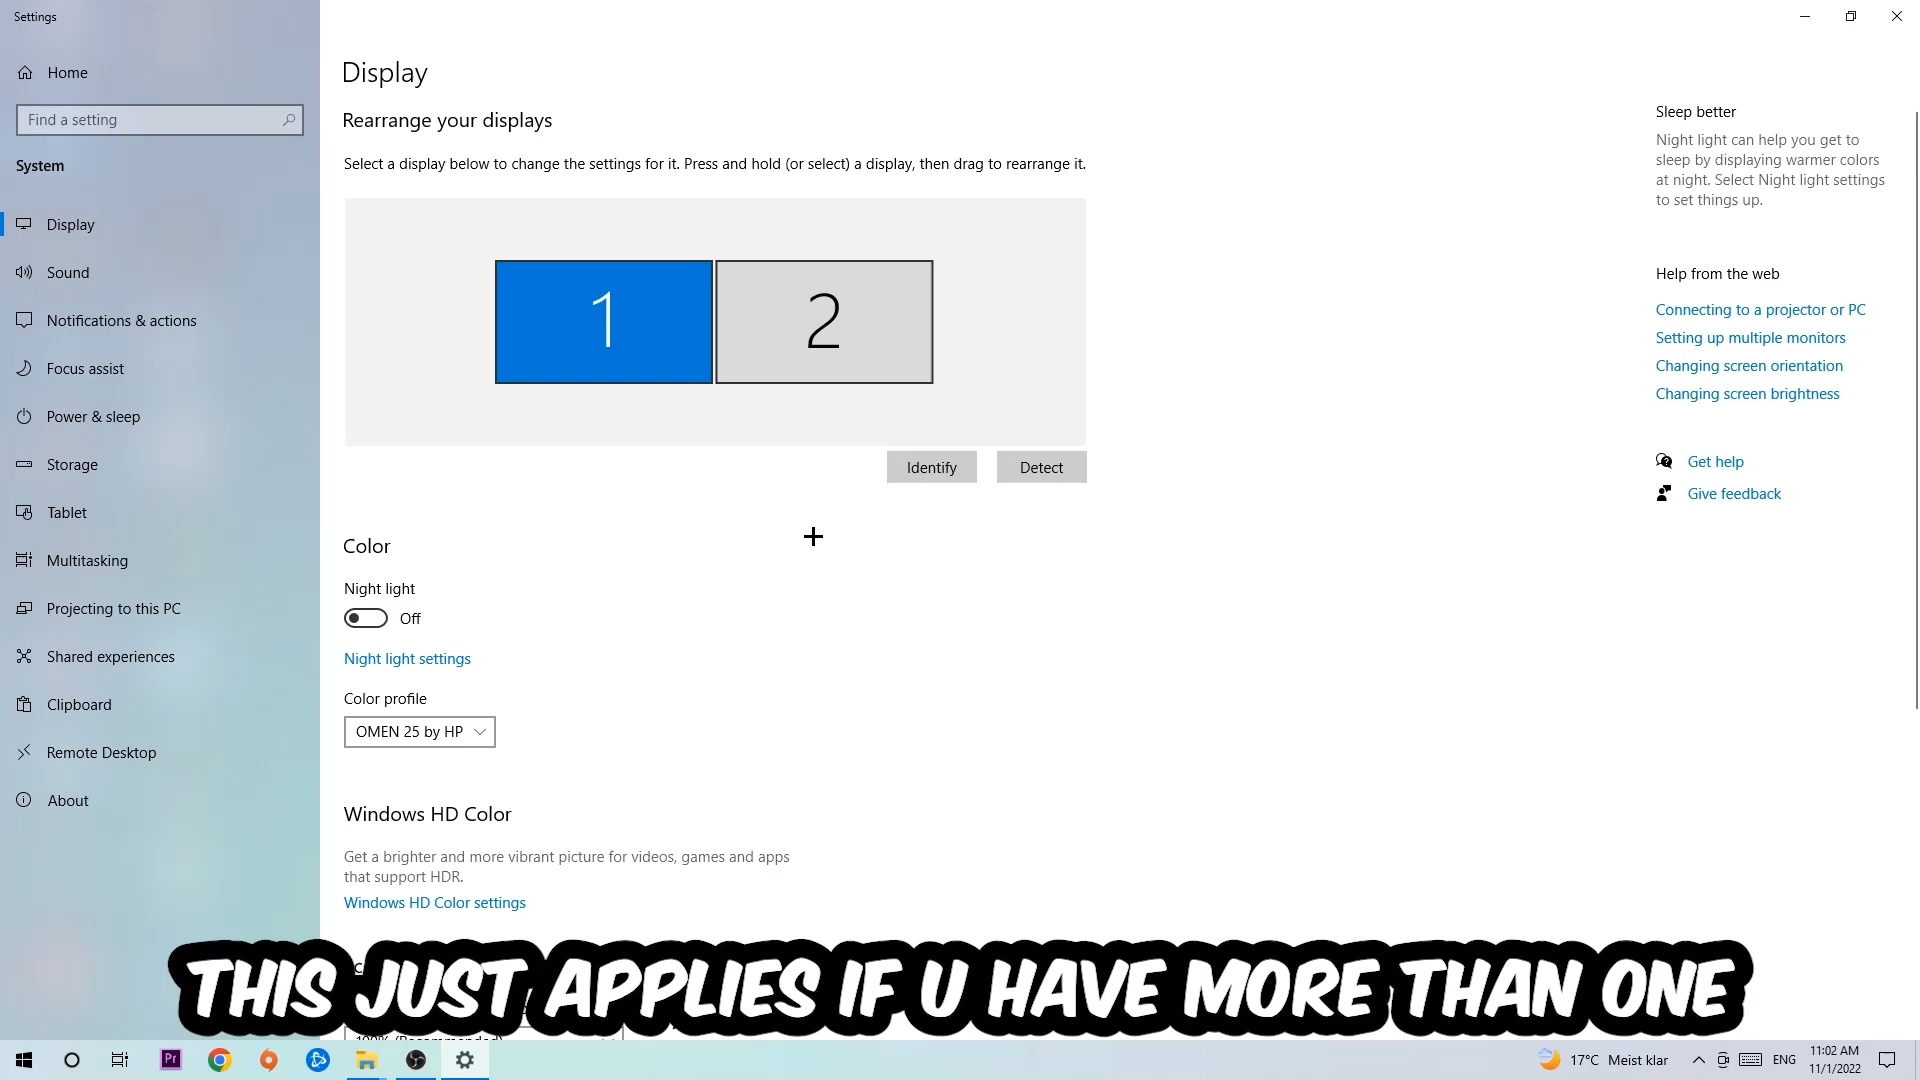 Settings
Home
Find a setting
System
Display
Sound
Notifications & actions
Focus assist
Power & sleep
Storage
Tablet
Multitasking
Projecting to this PC
Shared experiences
Clipboard
Remote Desktop
About
Display
Rearrange your displays
Select a display below to change the settings for it. Press and hold (or select) a display, then drag to rearrange it.
1
2
Identify
Detect
Color
Night light
Off
Night light settings
Color profile
OMEN 25 by HP
Windows HD Color
Get a brighter and more vibrant picture for videos, games and apps
that support HDR.
Windows HD Color settings
Sleep better
Night light can help you get to
sleep by displaying warmer colors
at night. Select Night light settings
to set things up.
Help from the web
Connecting to a projector or PC
Setting up multiple monitors
Changing screen orientation
Changing screen brightness
Get help
Give feedback
THIS JUST APPLIES IF U HAVE MORE THAN ONE
100% (Recommended)
Pr
17°C Meist klar
ENG
11:02 AM
11/1/2022